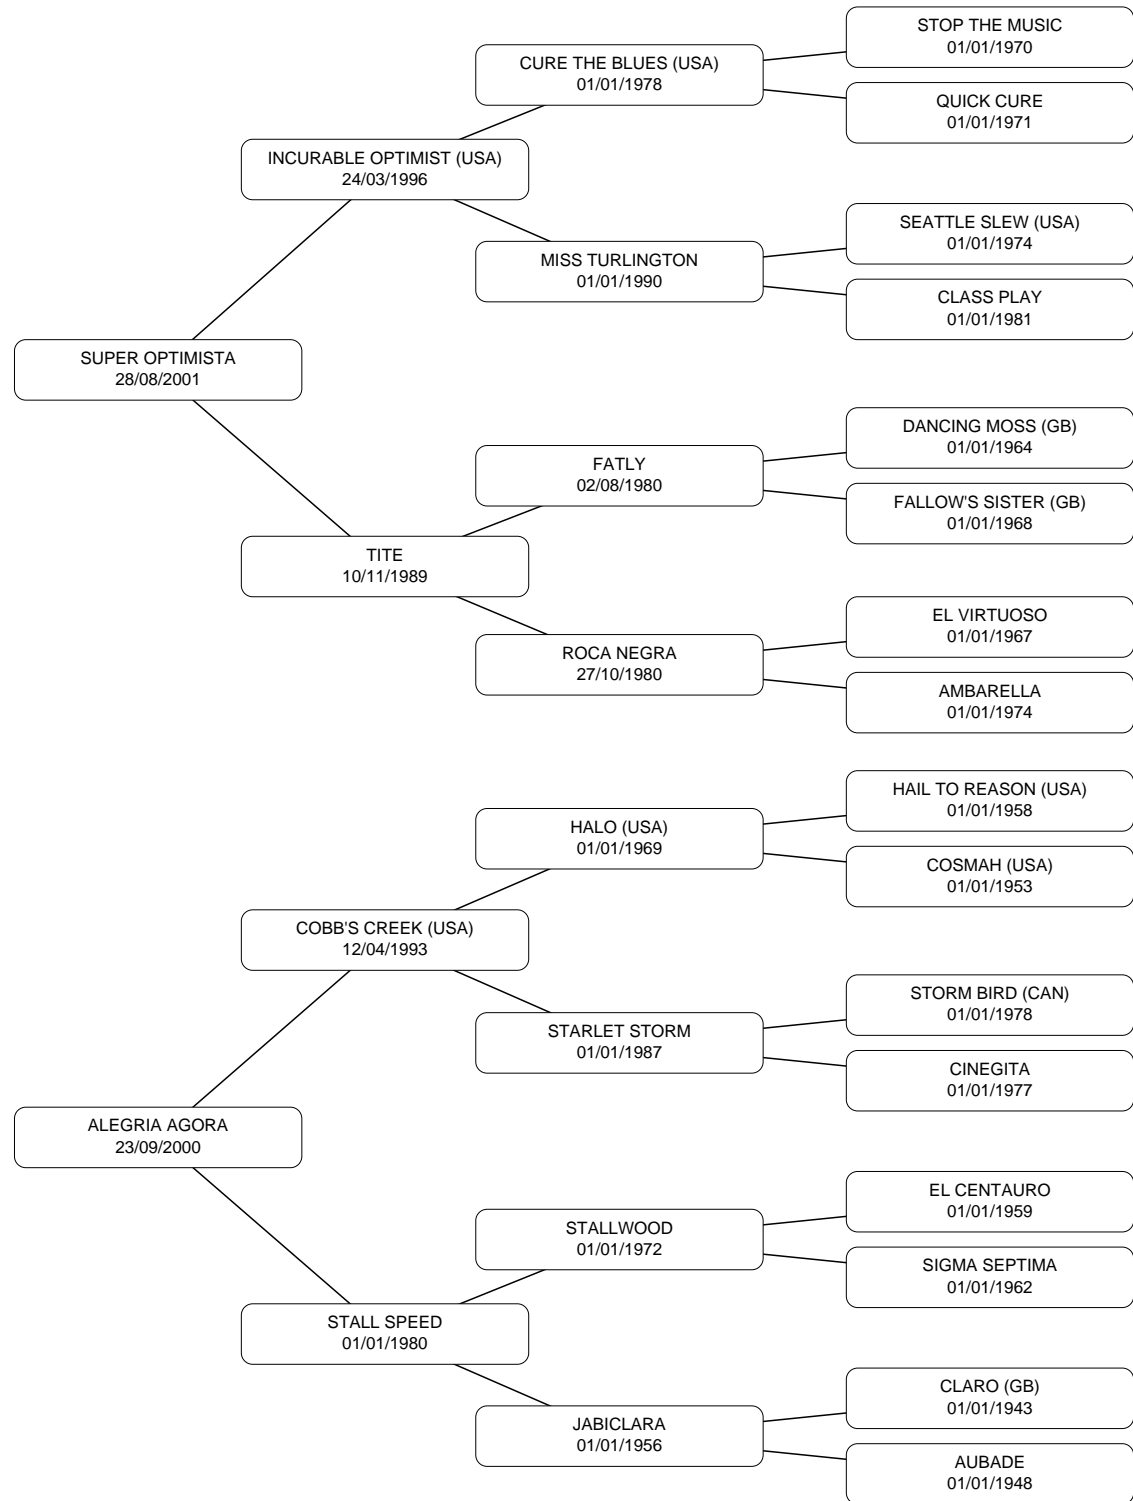 STOP THE MUSIC
01/01/1970
CURE THE BLUES (USA)
01/01/1978
QUICK CURE
01/01/1971
INCURABLE OPTIMIST (USA)
24/03/1996
SEATTLE SLEW (USA)
01/01/1974
MISS TURLINGTON
01/01/1990
CLASS PLAY
01/01/1981
SUPER OPTIMISTA
28/08/2001
DANCING MOSS (GB)
01/01/1964
FATLY
02/08/1980
FALLOW'S SISTER (GB)
01/01/1968
TITE
10/11/1989
EL VIRTUOSO
01/01/1967
ROCA NEGRA
27/10/1980
AMBARELLA
01/01/1974
HAIL TO REASON (USA)
01/01/1958
HALO (USA)
01/01/1969
COSMAH (USA)
01/01/1953
COBB'S CREEK (USA)
12/04/1993
STORM BIRD (CAN)
01/01/1978
STARLET STORM
01/01/1987
CINEGITA
01/01/1977
ALEGRIA AGORA
23/09/2000
EL CENTAURO
01/01/1959
STALLWOOD
01/01/1972
SIGMA SEPTIMA
01/01/1962
STALL SPEED
01/01/1980
CLARO (GB)
01/01/1943
JABICLARA
01/01/1956
AUBADE
01/01/1948